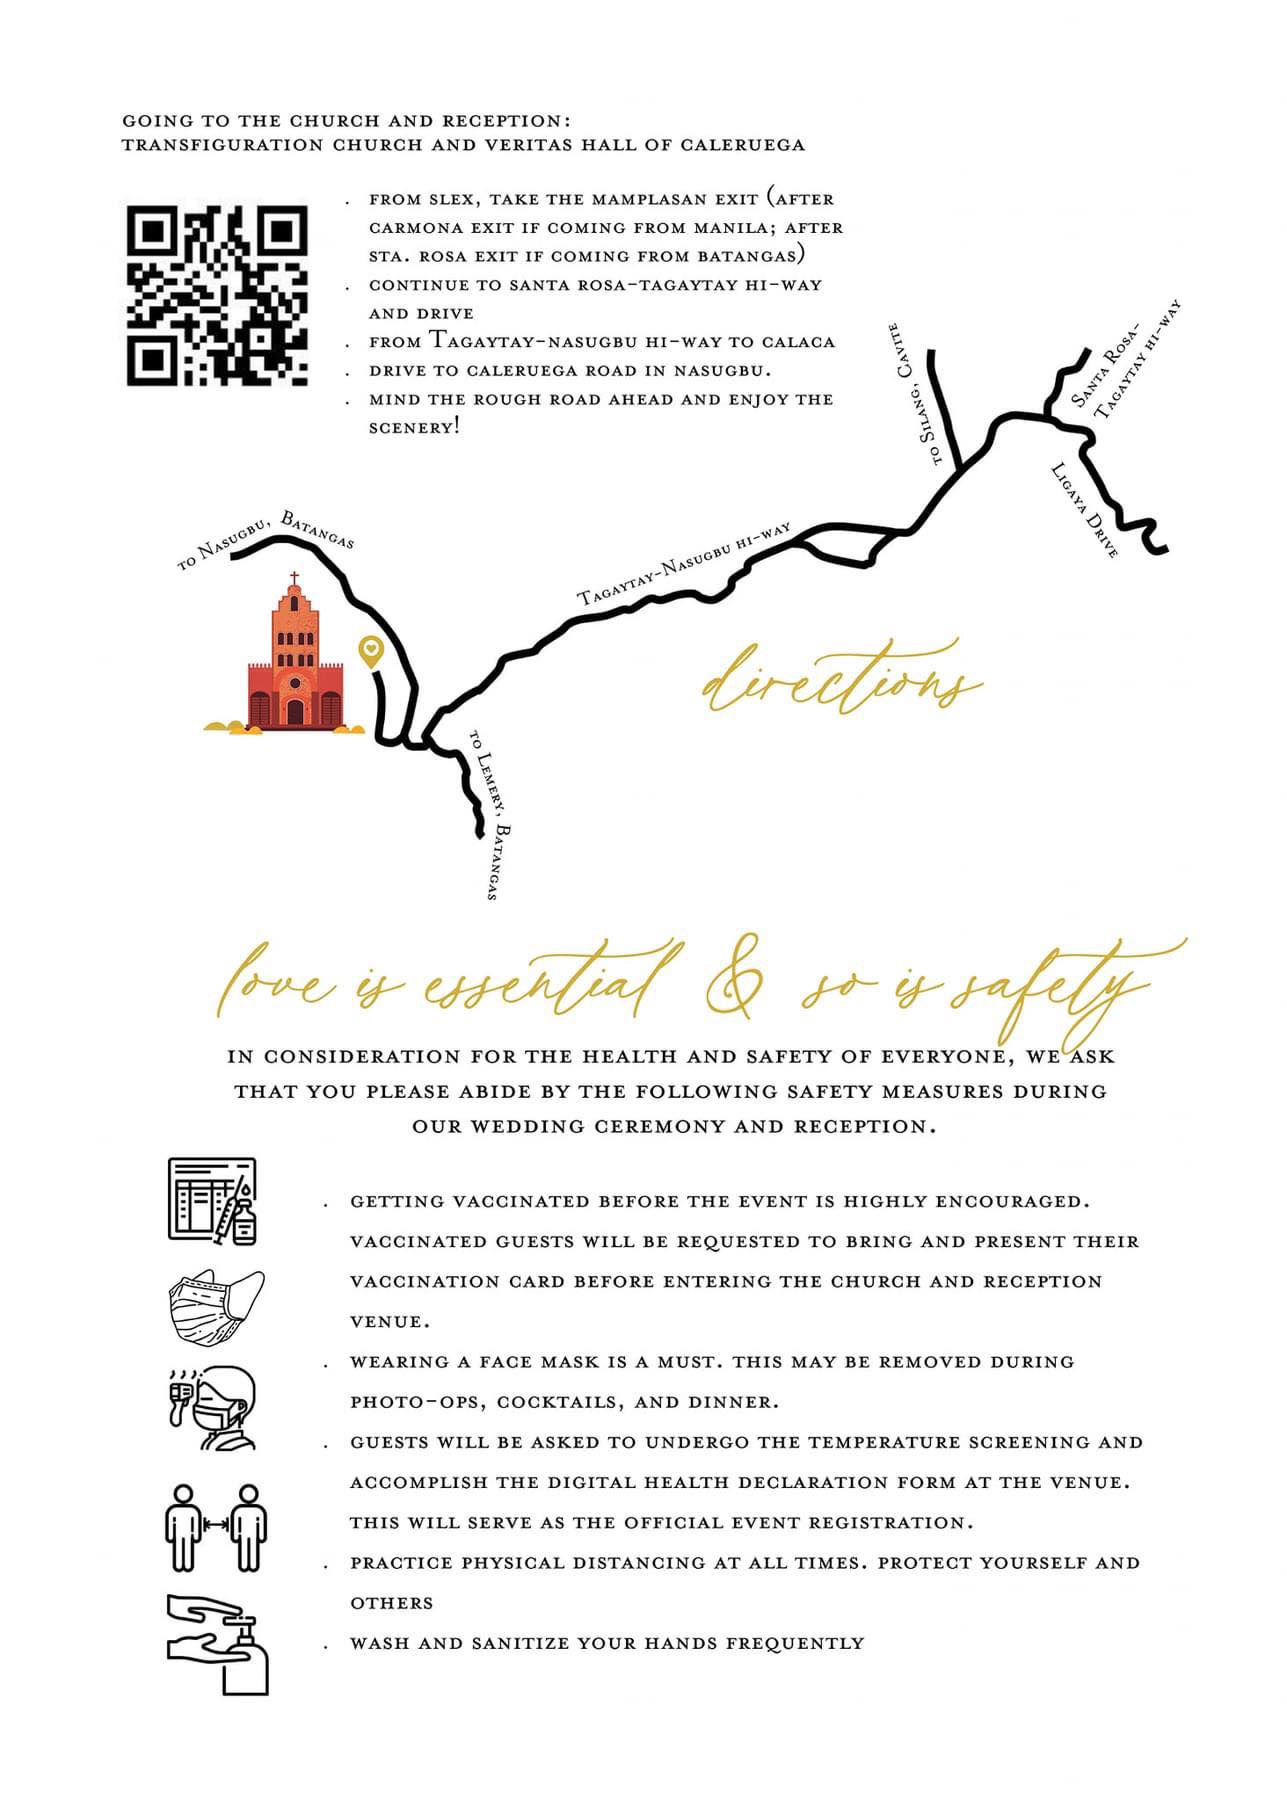 GOING TO THE CHURCH AND RECEPTION:
TRANSFIGURATION CHURCH AND VERITAS HALL OF CALERUEGA
. FROM SLEX, TAKE THE MAMPLASAN EXIT (AFTER
CARMONA EXIT IF COMING FROM MANILA; AFTER
STA. ROSA EXIT IF COMING FROM BATANGAS)
. CONTINUE TO SANTA ROSA-TAGAYTAY HI-WAY
AND DRIVE
. FROM TAGAYTAY-NASUGBU HI-WAY TO CALACA
. DRIVE TO CALERUEGA ROAD IN NASUGBU.
. MIND THE ROUGH ROAD AHEAD AND ENJOY THE
SCENERY!
TO SILANG, CAVITE
SANTA ROSA-
TAGAYTAY HI-WAY
LIGAYA DRIVE
TO NASUGBU, BATANGAS
TAGAYTAY-NASUGBU HI-WAY
directions
TO LEMERY, BATANGAS
love is essential & so is safety
IN CONSIDERATION FOR THE HEALTH AND SAFETY OF EVERYONE, WE ASK
THAT YOU PLEASE ABIDE BY THE FOLLOWING SAFETY MEASURES DURING
OUR WEDDING CEREMONY AND RECEPTION.
. GETTING VACCINATED BEFORE THE EVENT IS HIGHLY ENCOURAGED.
VACCINATED GUESTS WILL BE REQUESTED TO BRING AND PRESENT THEIR
VACCINATION CARD BEFORE ENTERING THE CHURCH AND RECEPTION
VENUE.
. WEARING A FACE MASK IS A MUST. THIS MAY BE REMOVED DURING
PHOTO-OPS, COCKTAILS, AND DINNER.
. GUESTS WILL BE ASKED TO UNDERGO THE TEMPERATURE SCREENING AND
ACCOMPLISH THE DIGITAL HEALTH DECLARATION FORM AT THE VENUE.
THIS WILL SERVE AS THE OFFICIAL EVENT REGISTRATION.
. PRACTICE PHYSICAL DISTANCING AT ALL TIMES. PROTECT YOURSELF AND
OTHERS
. WASH AND SANITIZE YOUR HANDS FREQUENTLY